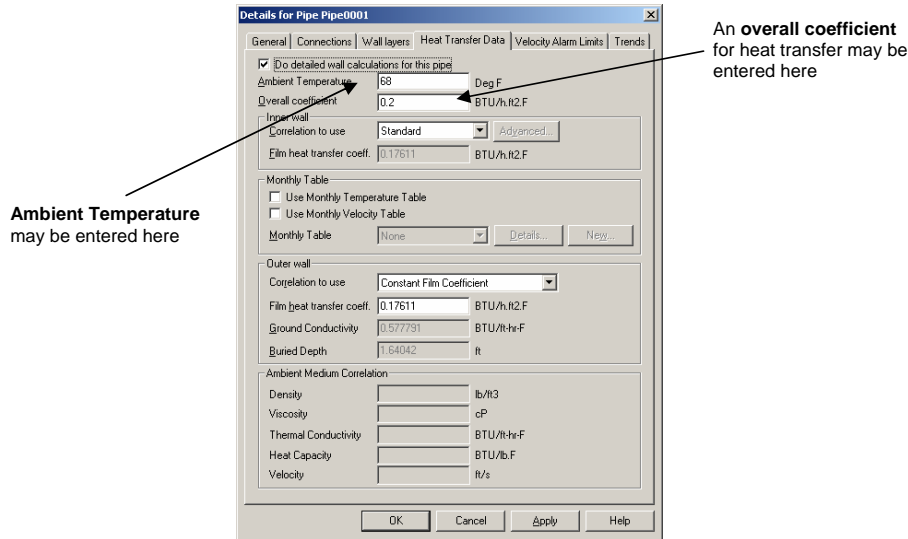 Details for Pipe Pipe0001
General Connections Wall layers Heat Transfer Data Velocity Alarm Limits Trends
Do detailed wall calculations for this pipe
Ambient Temperature 68 Deg F
Overall coefficient 0.2 BTU/h.ft2.F
Inner wall
Correlation to use Standard Advanced...
Film heat transfer coeff. 0.17611 BTU/h.ft2.F
Monthly Table
Use Monthly Temperature Table
Use Monthly Velocity Table
Monthly Table None Details... New...
Outer wall
Correlation to use Constant Film Coefficient
Film heat transfer coeff. 0.17611 BTU/h.ft2.F
Ground Conductivity 0.577791 BTU/ft-hr-F
Buried Depth 1.64042 ft
Ambient Medium Correlation
Density lb/ft3
Viscosity cP
Thermal Conductivity BTU/ft-hr-F
Heat Capacity BTU/lb.F
Velocity ft/s
OK Cancel Apply Help
An overall coefficient
for heat transfer may be
entered here
Ambient Temperature
may be entered here